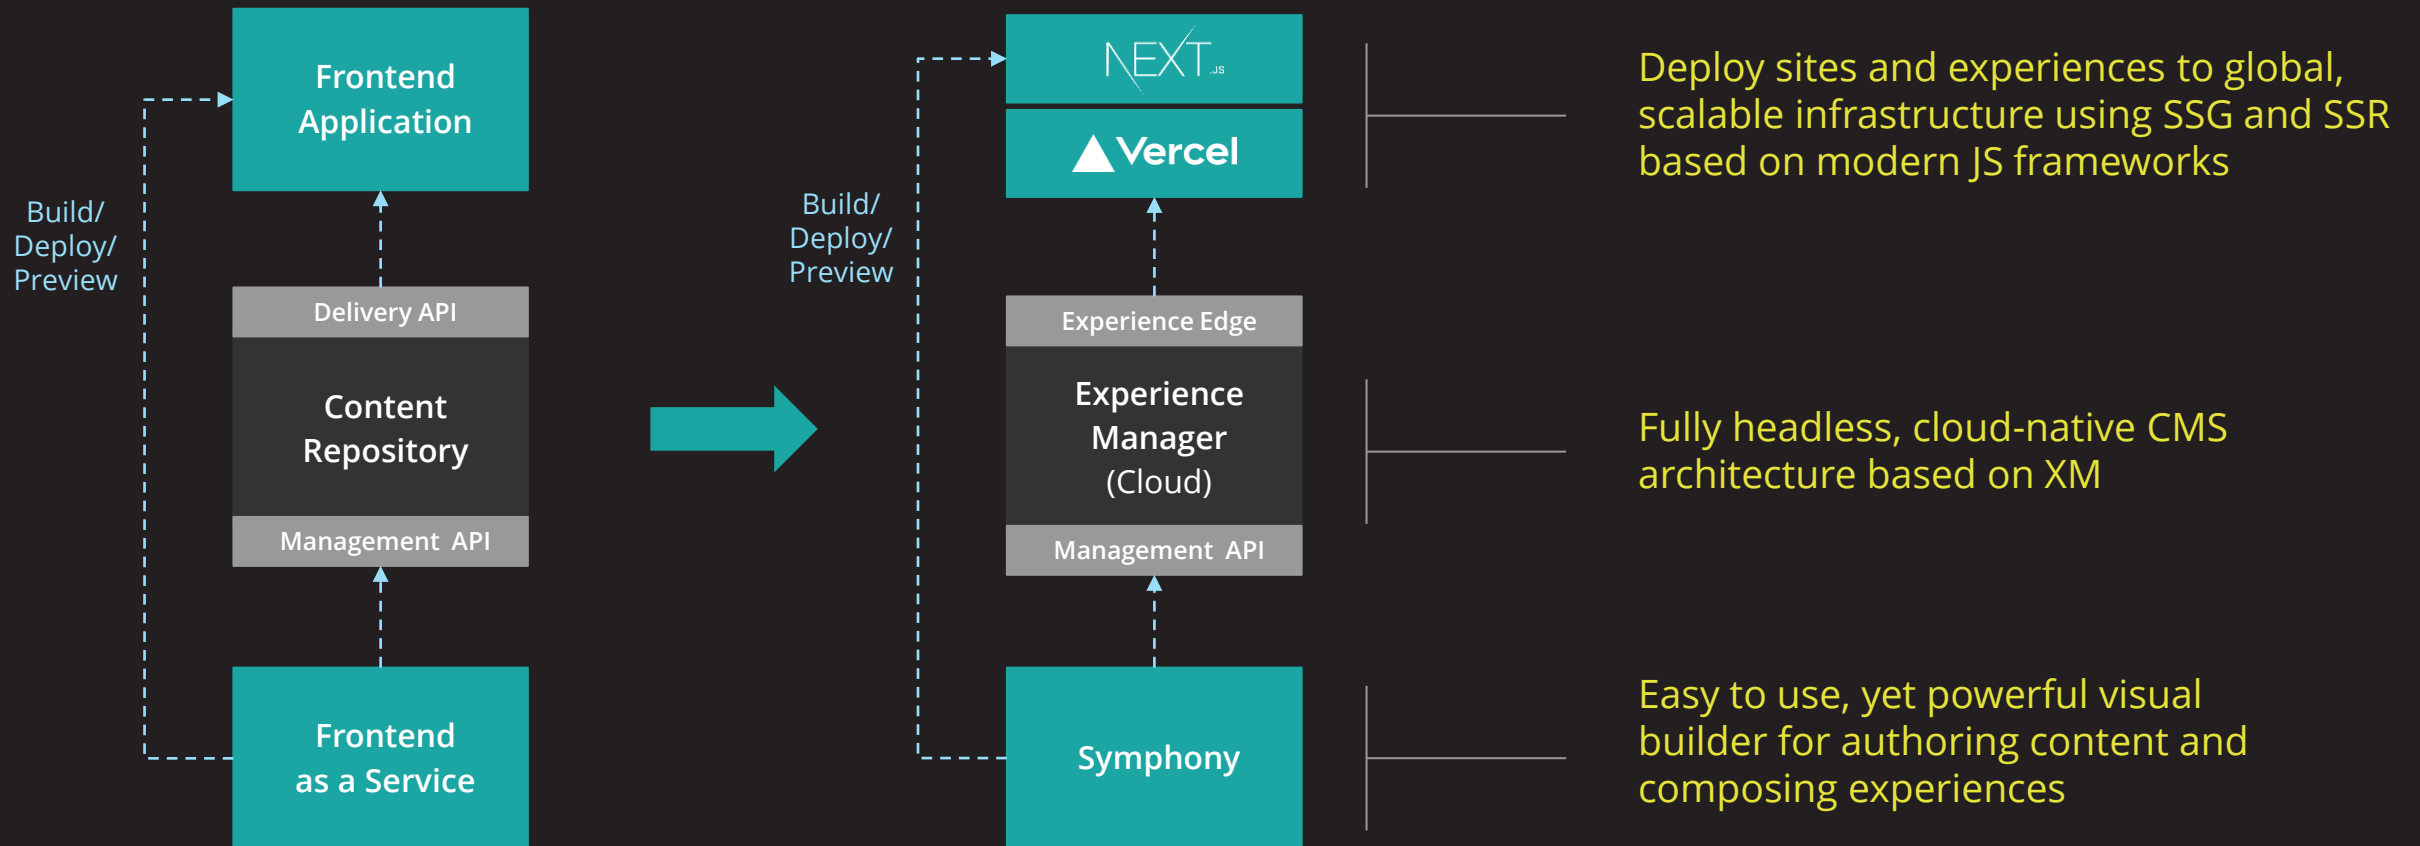 Frontend
Application
Build/
Deploy/
Preview
Delivery API
Content
Repository
Management API
Frontend
as a Service
NEXT.JS
Vercel
Build/
Deploy/
Preview
Experience Edge
Experience
Manager
(Cloud)
Management API
Symphony
Deploy sites and experiences to global,
scalable infrastructure using SSG and SSR
based on modern JS frameworks
Fully headless, cloud-native CMS
architecture based on XM
Easy to use, yet powerful visual
builder for authoring content and
composing experiences